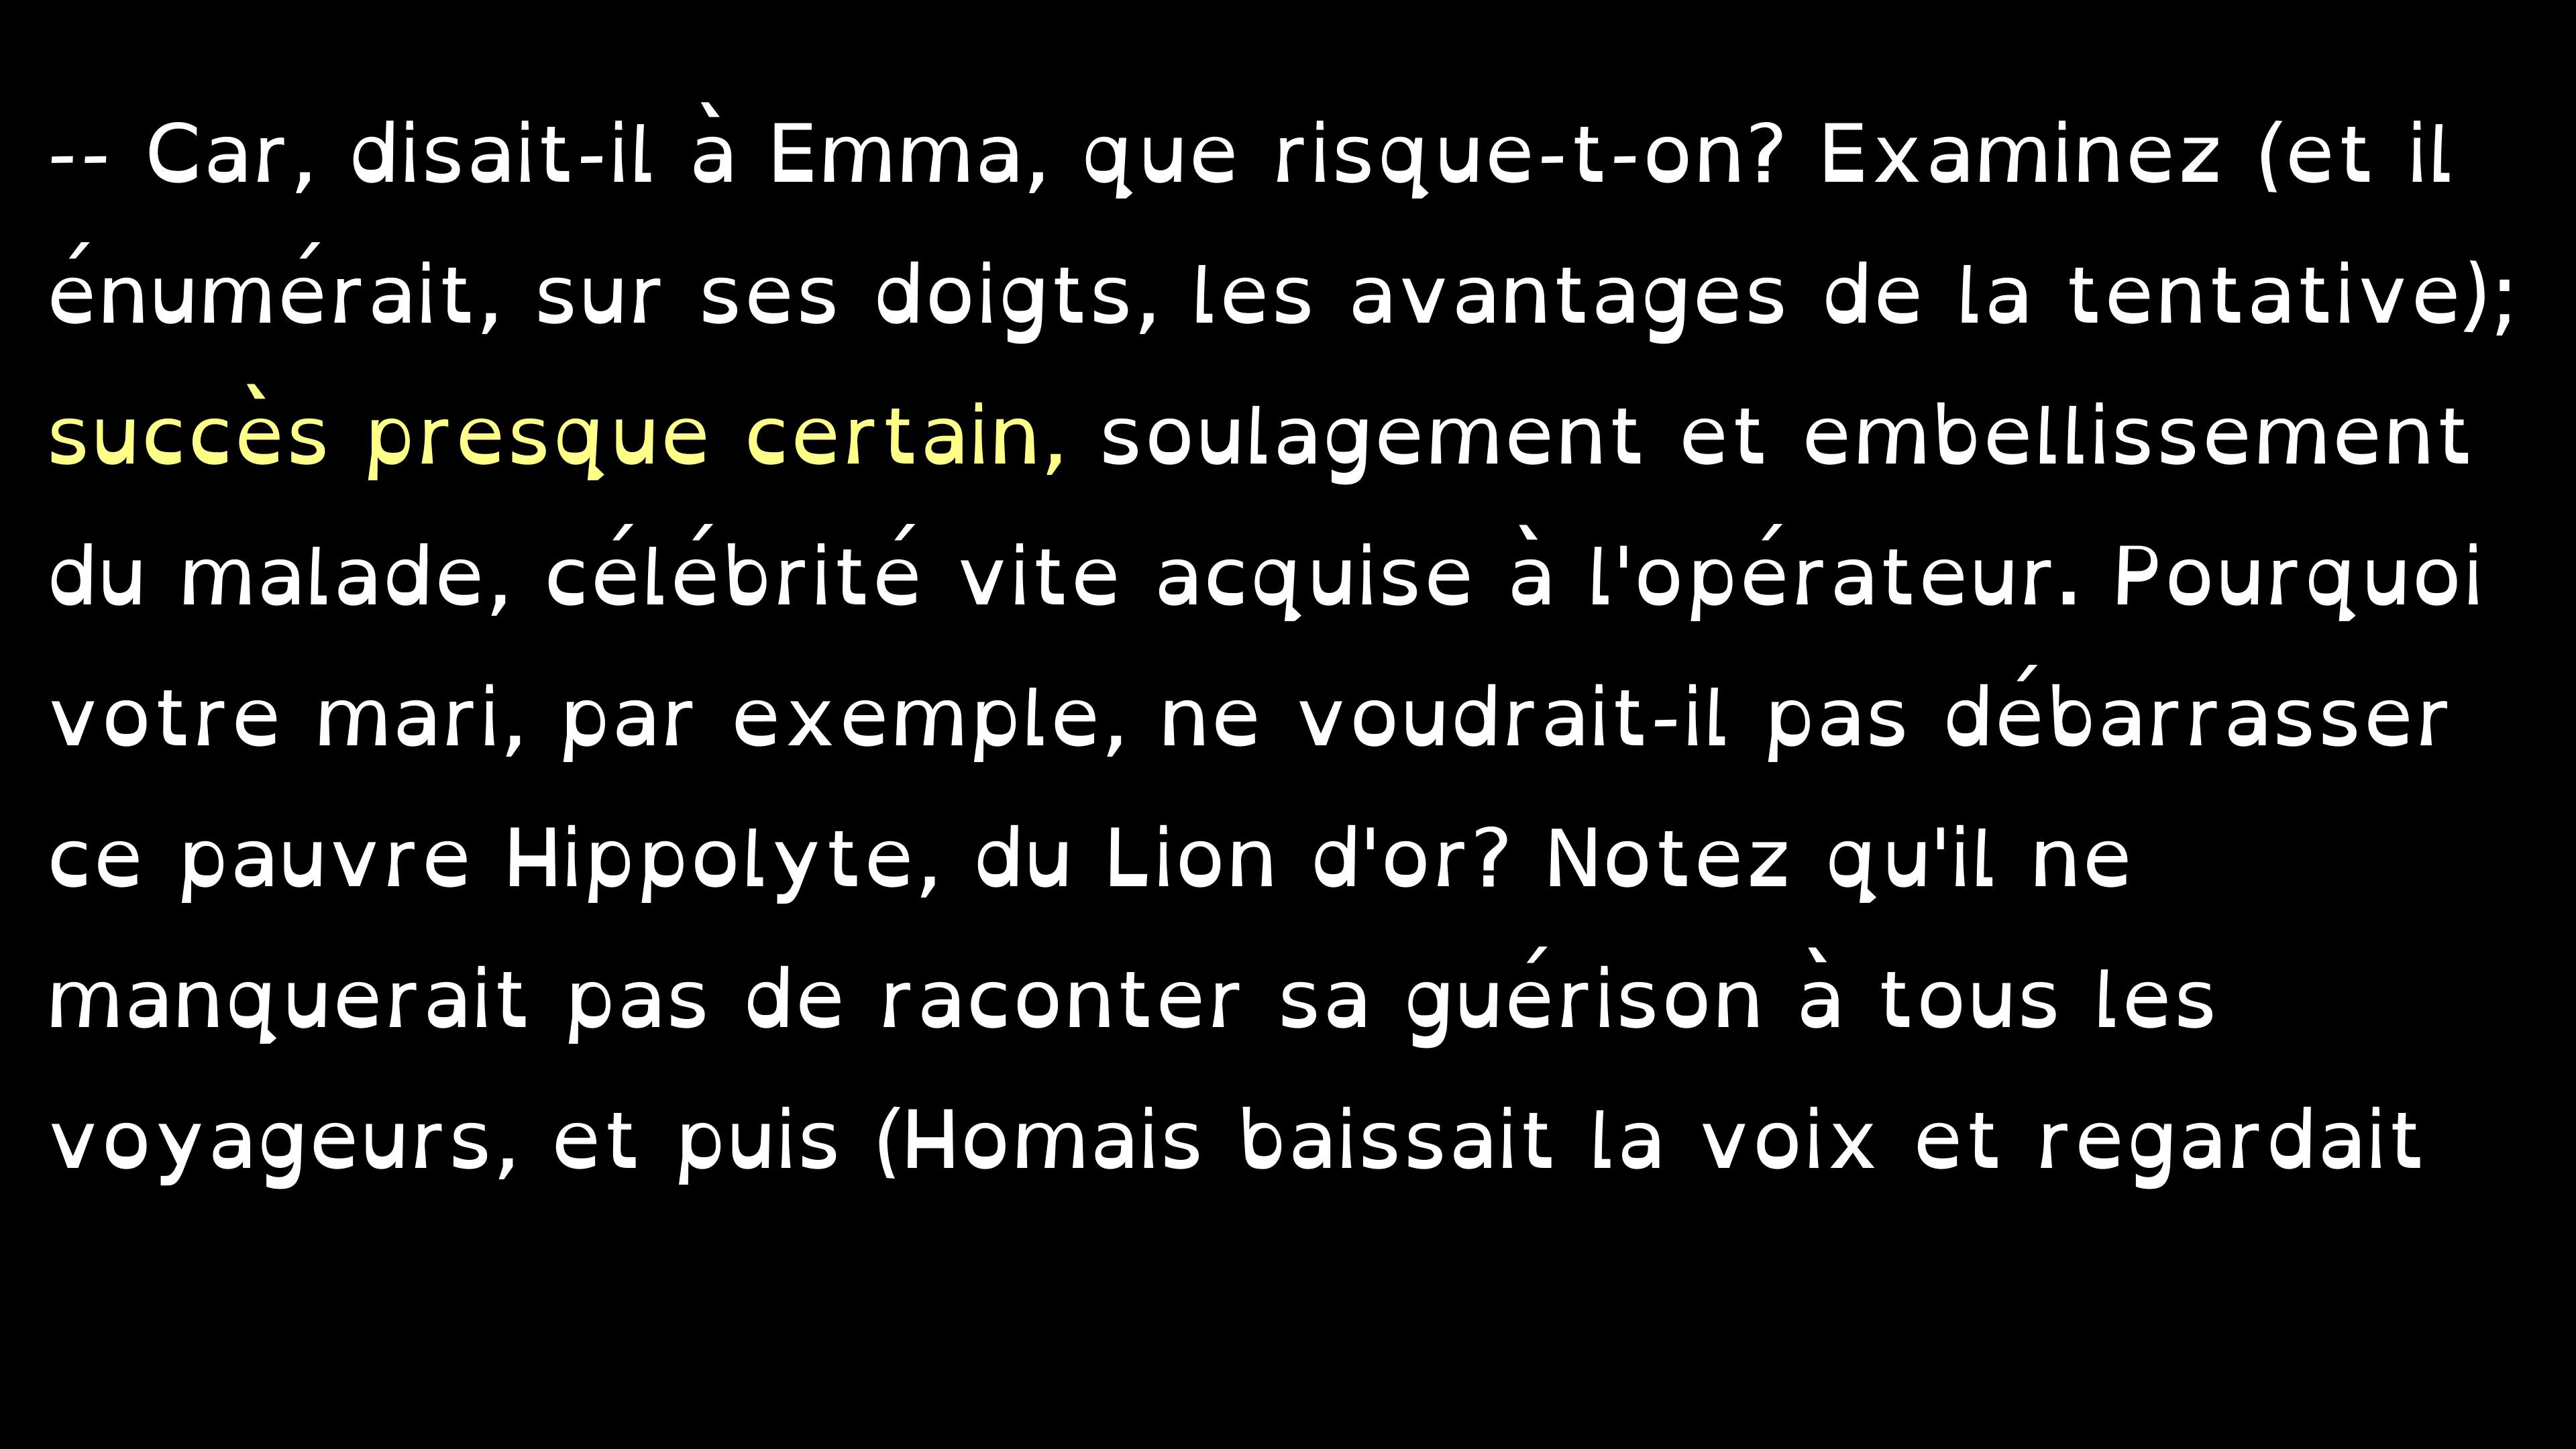 -- Car, disait-il à Emma, que risque-t-on? Examinez (et il
énumérait, sur ses doigts, les avantages de la tentative);
succès presque certain, soulagement et embellissement
du malade, célébrité vite acquise à l'opérateur. Pourquoi
votre mari, par exemple, ne voudrait-il pas débarrasser
ce pauvre Hippolyte, du Lion d'or? Notez qu'il ne
manquerait pas de raconter sa guérison à tous les
voyageurs, et puis (Homais baissait la voix et regardait